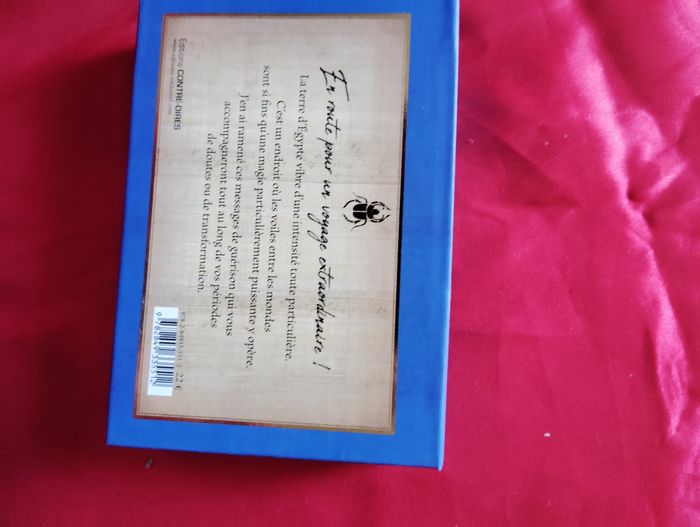 En route pour un voyage extraordinaire !
La terre d'Égypte vibre d'une intensité toute particulière.
C'est un endroit où les voiles entre les mondes
sont si fins qu'une magie particulièrement puissante y opère.
J'en ai ramené ces messages de guérison qui vous
accompagneront tout au long de vos périodes
de doutes ou de transformation.
Éditions CONTRE-DIRES
22 €